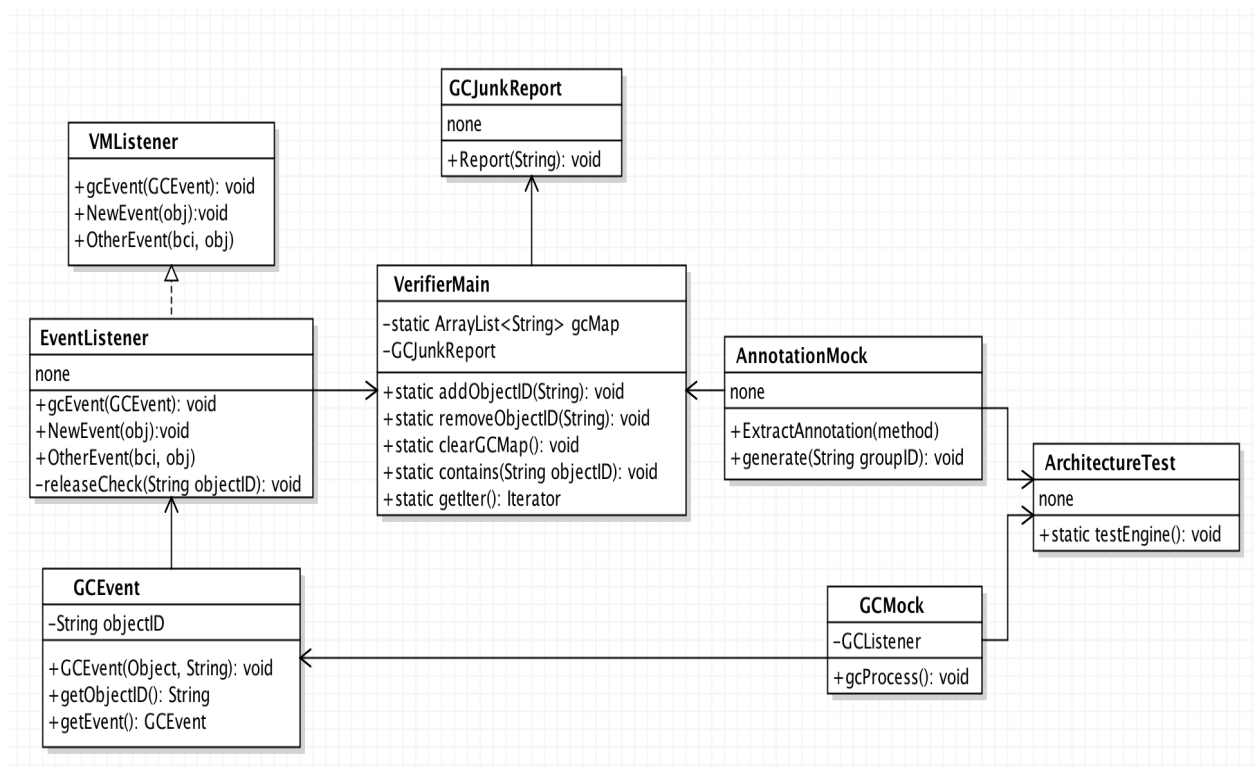 GCJunkReport
none
+Report(String): void
VMListener
+gcEvent(GCEvent): void
+NewEvent(obj):void
+OtherEvent(bci, obj)
VerifierMain
-static ArrayList<String> gcMap
-GCJunkReport
+static addObjectID(String): void
+static removeObjectID(String): void
+static clearGCMap(): void
+static contains(String objectID): void
+static getIter(): Iterator
EventListener
none
+gcEvent(GCEvent): void
+NewEvent(obj):void
+OtherEvent(bci, obj)
-releaseCheck(String objectID): void
AnnotationMock
none
+ExtractAnnotation(method)
+generate(String groupID): void
ArchitectureTest
none
+static testEngine(): void
GCEvent
-String objectID
+GCEvent(Object, String): void
+getObjectID(): String
+getEvent(): GCEvent
GCMock
-GCListener
+gcProcess(): void